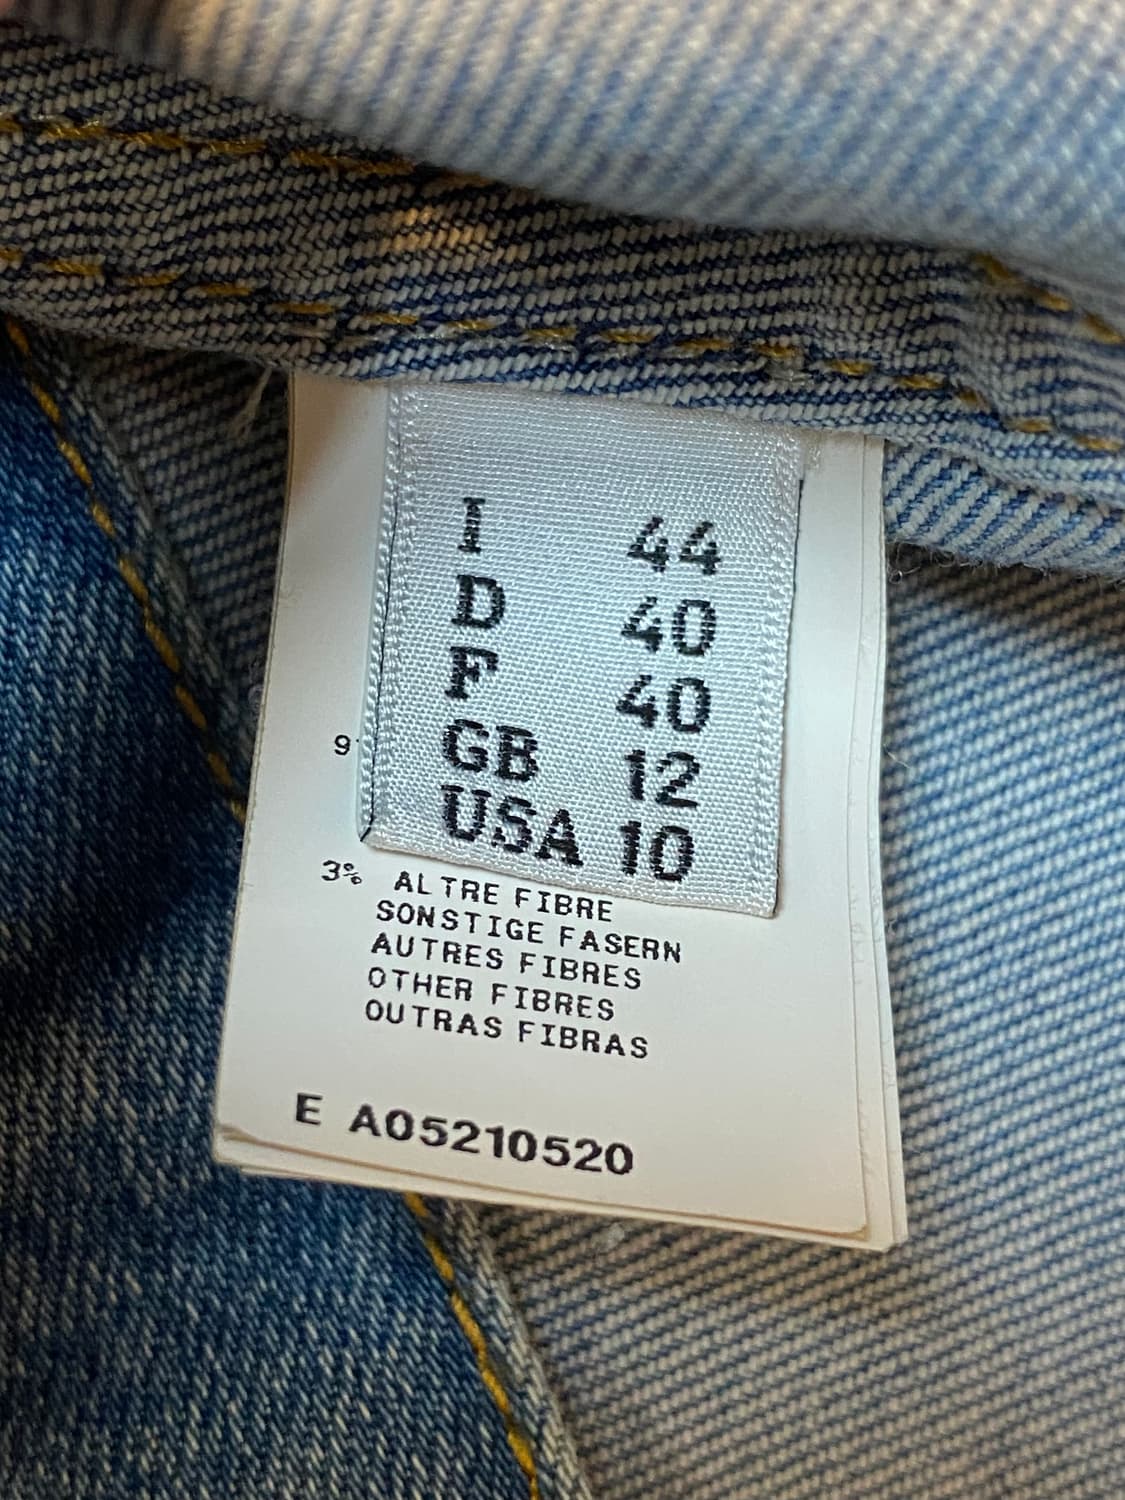 I 44
D 40
F 40
GB 12
USA 10
9
3% ALTRE FIBRE
SONSTIGE FASERN
AUTRES FIBRES
OTHER FIBRES
OUTRAS FIBRAS
E A05210520